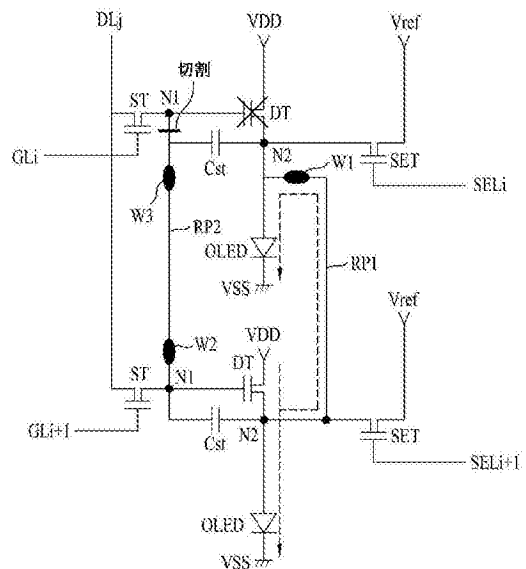 DLj
VDD
Vref
切割
ST
N1
DT
GLi
Cst
N2
W1
SET
SELi
W3
RP2
OLED
RP1
VSS
Vref
VDD
W2
DT
ST
N1
GLi+1
Cst
N2
SET
SELi+1
OLED
VSS